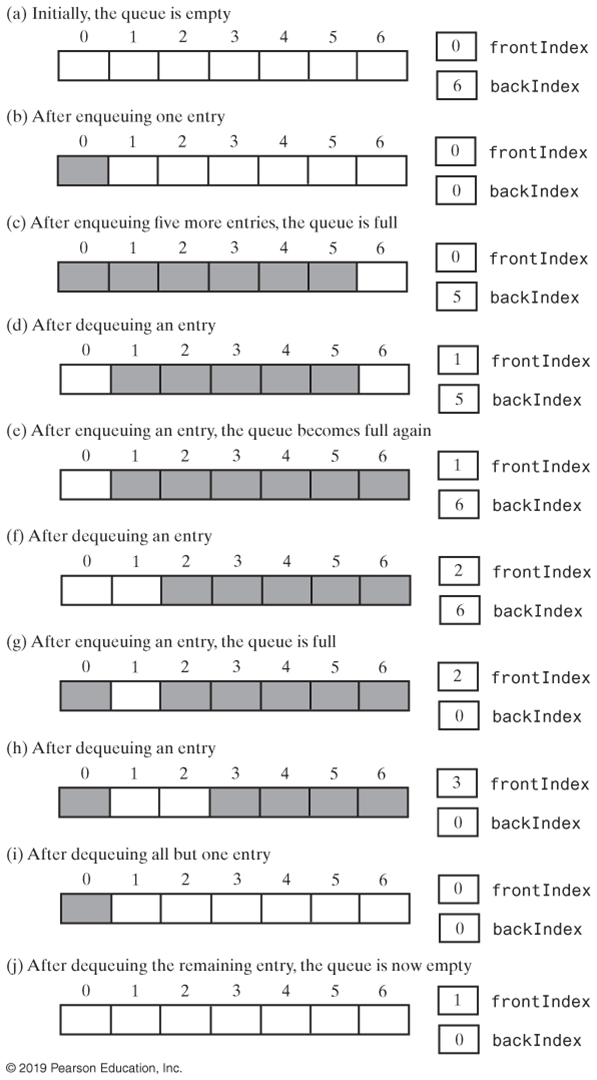 (a) Initially, the queue is empty
0 1 2 3 4 5 6
0 frontIndex
6 backIndex
(b) After enqueuing one entry
0 1 2 3 4 5 6
0 frontIndex
0 backIndex
(c) After enqueuing five more entries, the queue is full
0 1 2 3 4 5 6
0 frontIndex
5 backIndex
(d) After dequeuing an entry
0 1 2 3 4 5 6
1 frontIndex
5 backIndex
(e) After enqueuing an entry, the queue becomes full again
0 1 2 3 4 5 6
1 frontIndex
6 backIndex
(f) After dequeuing an entry
0 1 2 3 4 5 6
2 frontIndex
6 backIndex
(g) After enqueuing an entry, the queue is full
0 1 2 3 4 5 6
2 frontIndex
0 backIndex
(h) After dequeuing an entry
0 1 2 3 4 5 6
3 frontIndex
0 backIndex
(i) After dequeuing all but one entry
0 1 2 3 4 5 6
0 frontIndex
0 backIndex
(j) After dequeuing the remaining entry, the queue is now empty
0 1 2 3 4 5 6
1 frontIndex
0 backIndex
© 2019 Pearson Education, Inc.